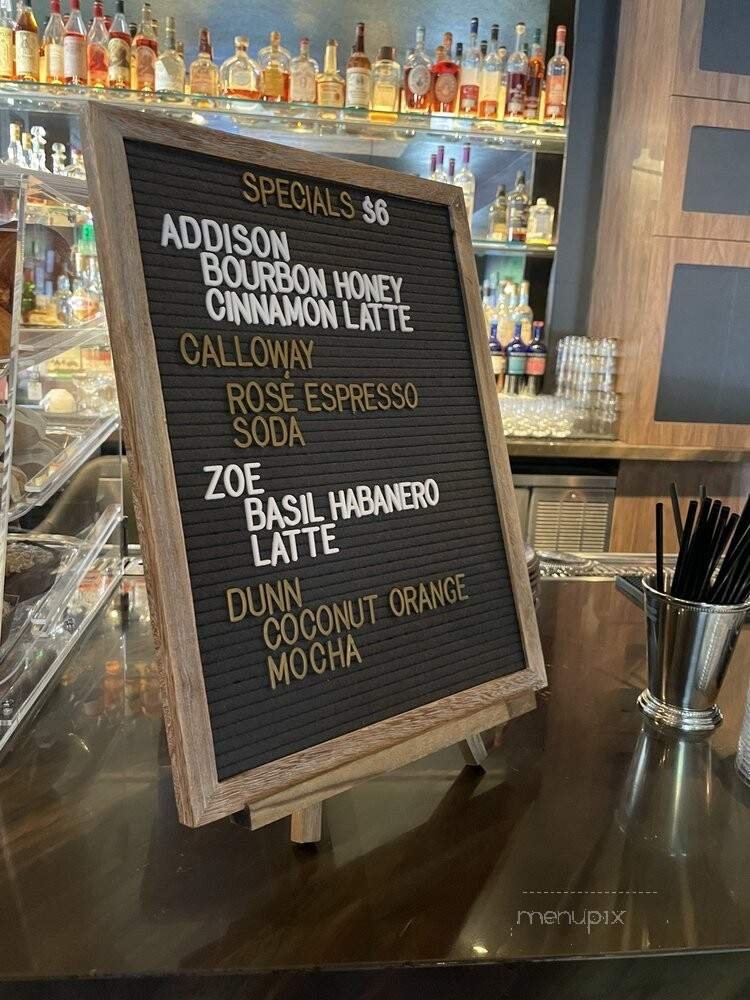 SPECIALS $6
ADDISON
BOURBON HONEY
CINNAMON LATTE
CALLOWAY
ROSÉ ESPRESSO
SODA
ZOE
BASIL HABANERO
LATTE
DUNN
COCONUT ORANGE
MOCHA
menupix